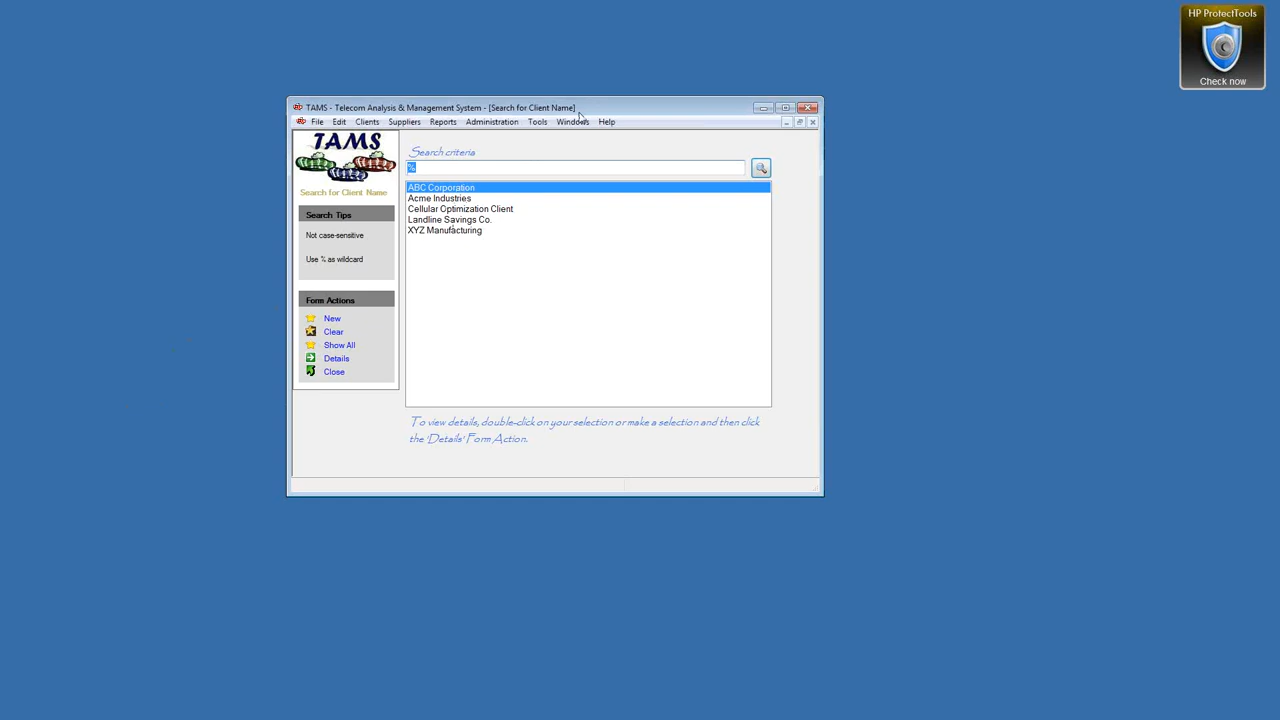 HP ProtectTools
Check now
TAMS - Telecom Analysis & Management System - [Search for Client Name]
File Edit Clients Suppliers Reports Administration Tools Windows Help
TAMS
Search for Client Name
Search Tips
Not case-sensitive
Use % as wildcard
Form Actions
New
Clear
Show All
Details
Close
Search criteria
%
ABC Corporation
Acme Industries
Cellular Optimization Client
Landline Savings Co.
XYZ Manufacturing
To view details, double-click on your selection or make a selection and then click
the 'Details' Form Action.